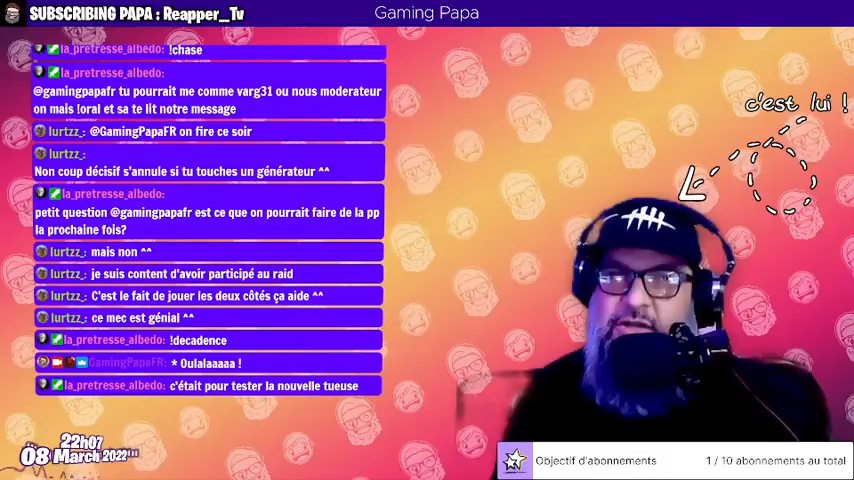 SUBSCRIBING PAPA : Reapper_Tv
Gaming Papa
la_pretresse_albedo: !chase
la_pretresse_albedo:
@gamingpapafr tu pourrait me comme varg31 ou nous moderateur
on mais !oral et sa te lit notre message
lurtzz_: @GamingPapaFR on fire ce soir
lurtzz_:
Non coup décisif s'annule si tu touches un générateur ^^
la_pretresse_albedo:
petit question @gamingpapafr est ce que on pourrait faire de la pp
la prochaine fois?
lurtzz_: mais non ^^
lurtzz_: je suis content d'avoir participé au raid
lurtzz_: C'est le fait de jouer les deux côtés ça aide ^^
lurtzz_: ce mec est génial ^^
la_pretresse_albedo: !decadence
GamingPapaFR: * Oulalaaaaa !
la_pretresse_albedo: c'était pour tester la nouvelle tueuse
c'est lui !
22h07
08 March 2022
Objectif d'abonnements
1 / 10 abonnements au total